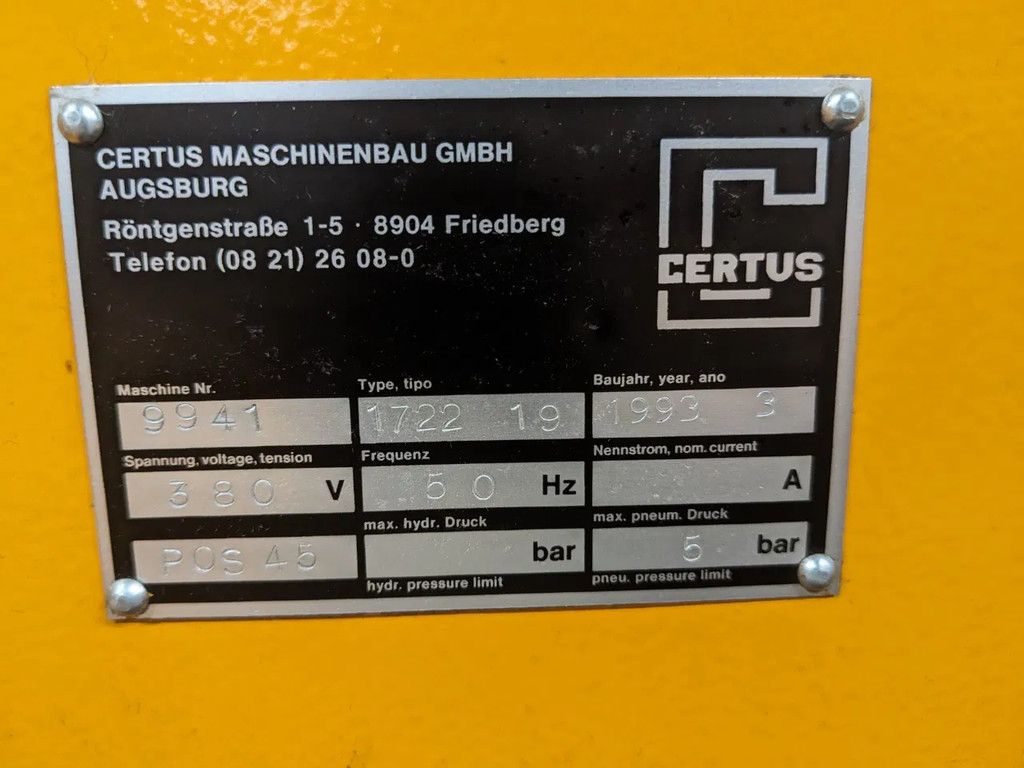 CERTUS MASCHINENBAU GMBH
AUGSBURG
Röntgenstraße 1-5 · 8904 Friedberg
Telefon (08 21) 2 6 08-0
CERTUS
Maschine Nr. Type, tipo Baujahr, year, ano
9941 1722 19 1993 3
Spannung, voltage, tension Frequenz Nennstrom, nom. current
380 V 50 Hz A
max. hydr. Druck max. pneum. Druck
POS 45 bar 5 bar
hydr. pressure limit pneu. pressure limit